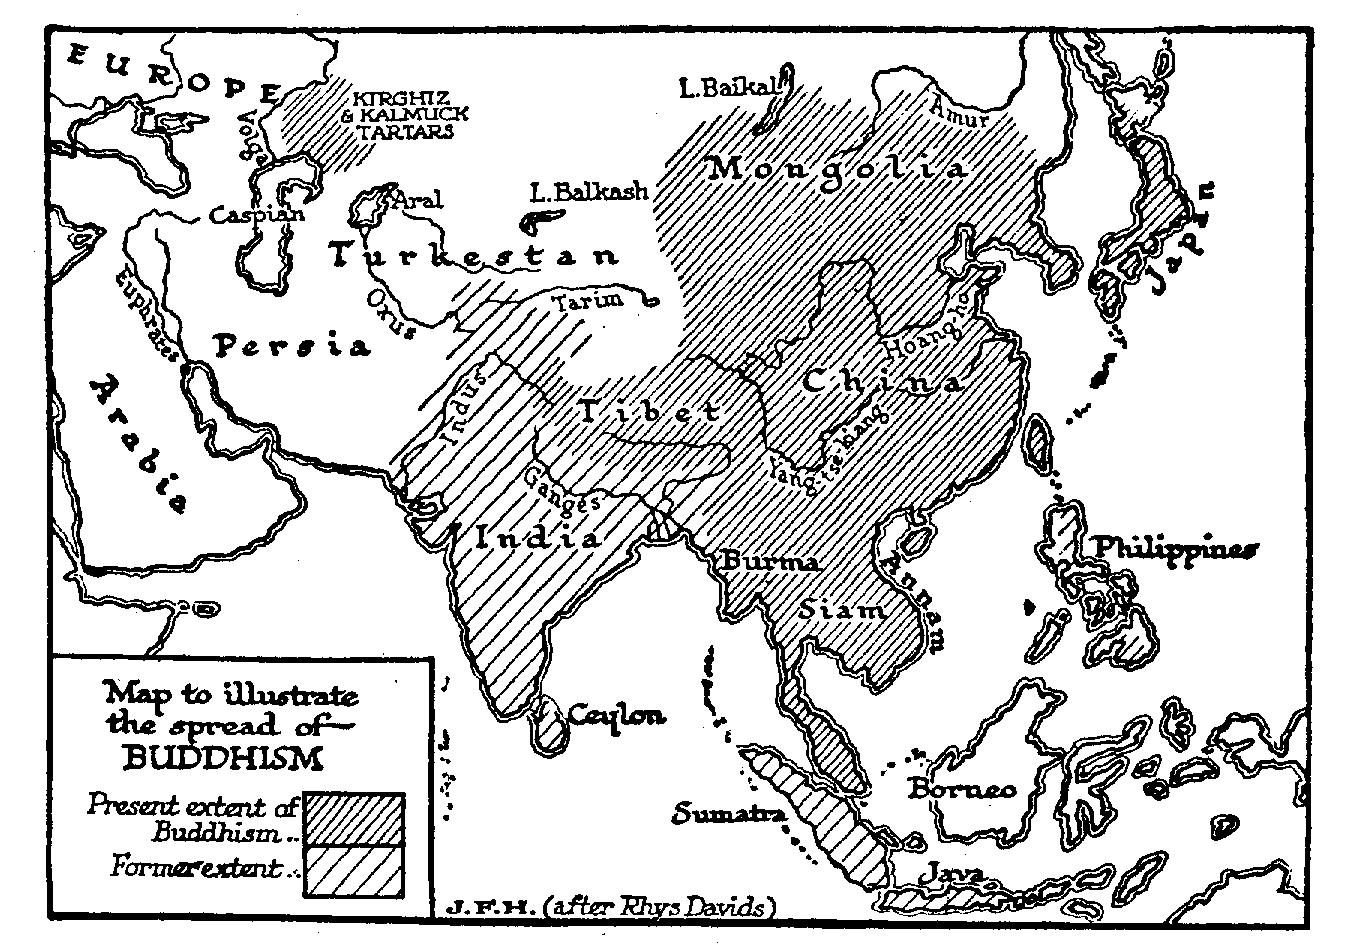 EUROPE
KIRGHIZ
& KALMUCK
TARTARS
Volga
L. Baikal
Amur
Mongolia
Caspian
Aral
L. Balkash
Turkestan
Japan
Euphrates
Oxus
Tarim
Persia
Hoang-ho
China
Arabia
Indus
Tibet
Yang-tse-kiang
Ganges
India
Burma
Annam
Philippines
Siam
Ceylon
Map to illustrate
the spread of—
BUDDHISM
Present extent of
Buddhism..
Former extent..
Sumatra
Borneo
Java
J.F.H. (after Rhys Davids)